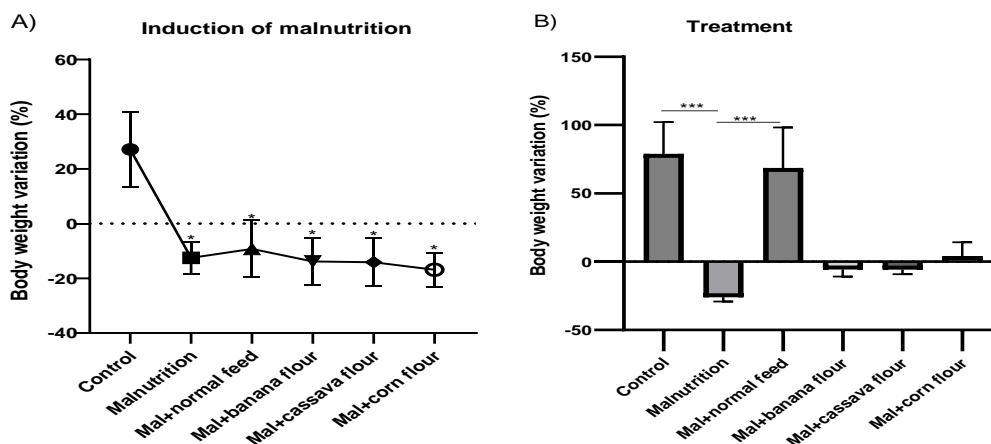 A)
Induction of malnutrition
Body weight variation (%)
60
40
20
0
-20
-40
*
*
*
*
*
Control
Malnutrition
Mal+normal feed
Mal+banana flour
Mal+cassava flour
Mal+corn flour
B)
Treatment
Body weight variation (%)
150
100
50
0
-50
***
***
Control
Malnutrition
Mal+normal feed
Mal+banana flour
Mal+cassava flour
Mal+corn flour